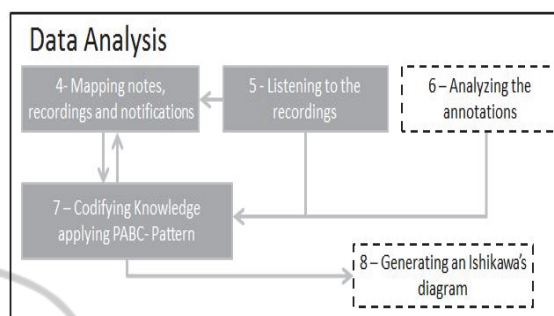 Data Analysis
4- Mapping notes,
recordings and notifications
5 - Listening to the
recordings
6 – Analyzing the
annotations
7 – Codifying Knowledge
applying PABC- Pattern
8 – Generating an Ishikawa's
diagram